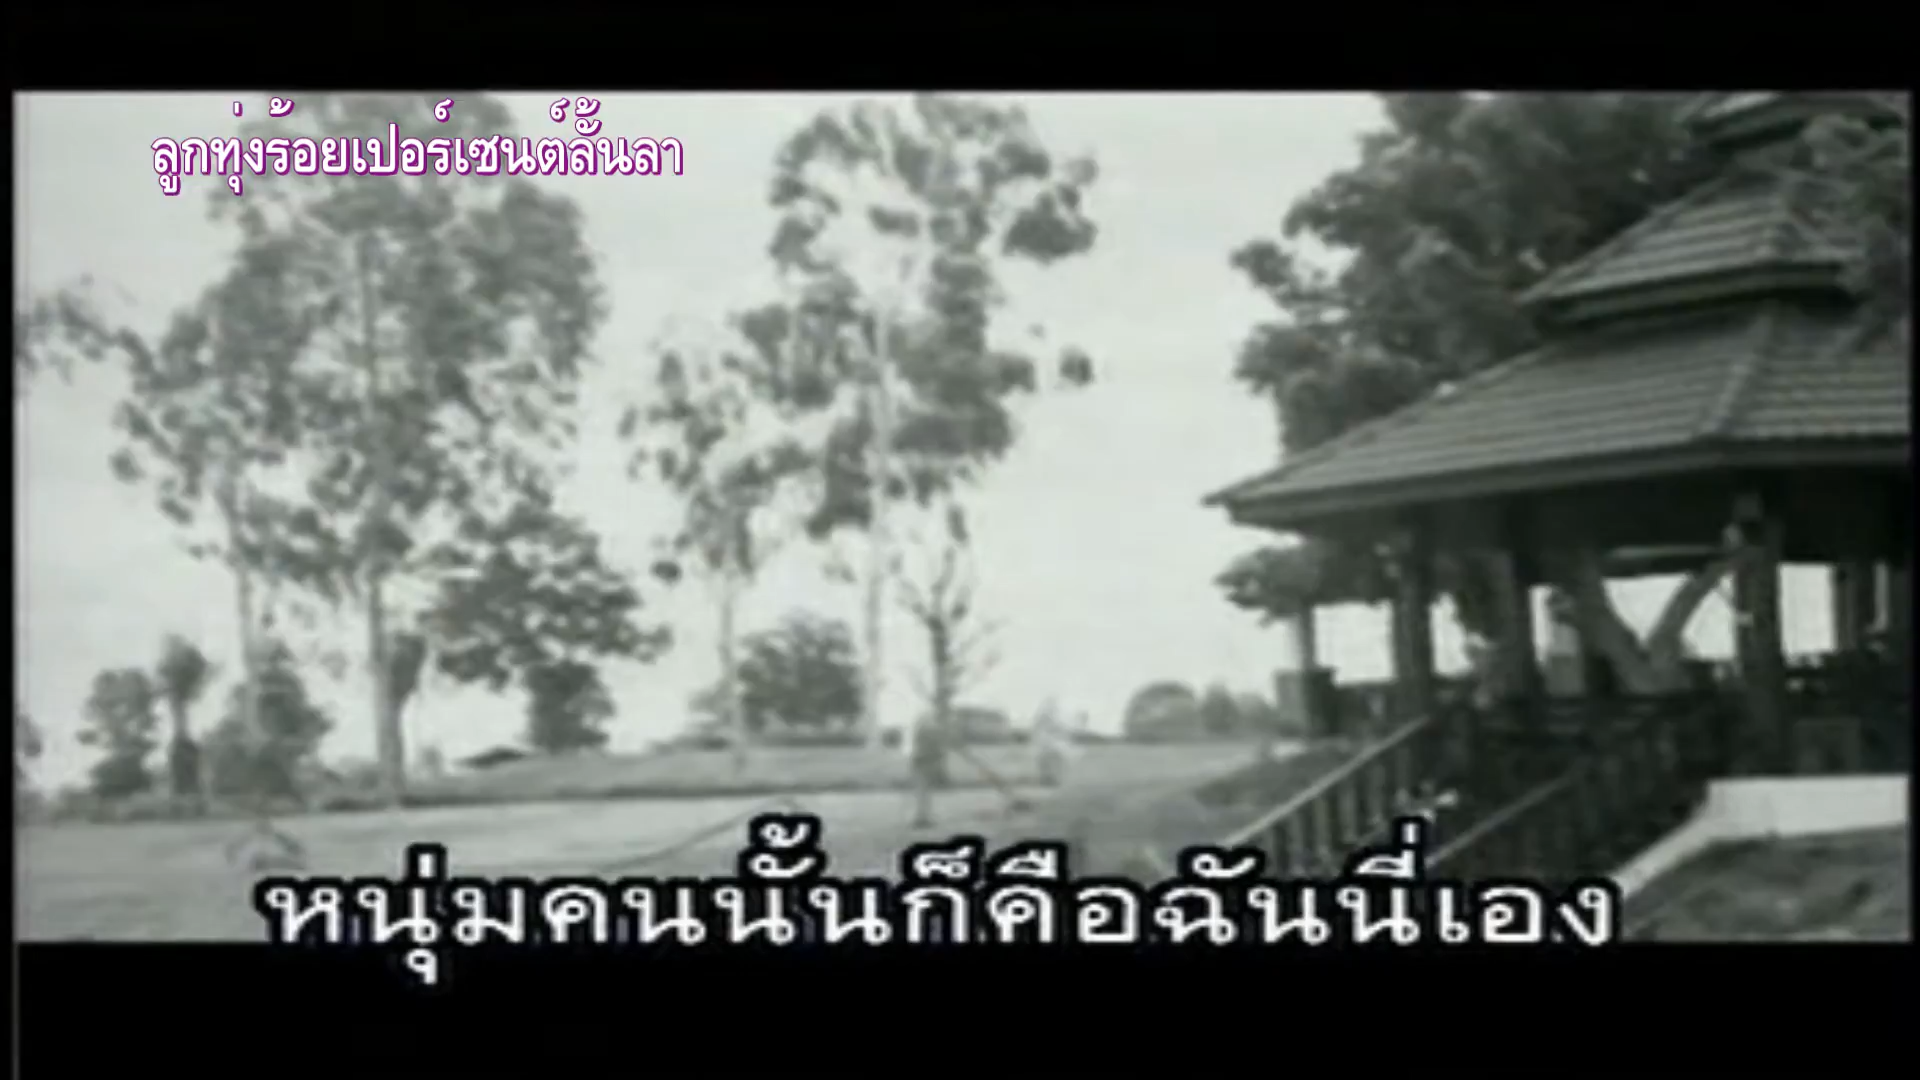 ลูกทุ่งร้อยเปอร์เซนต์ลั้นลา
หนุ่มคนนั้นก็คือฉันนี่เอง